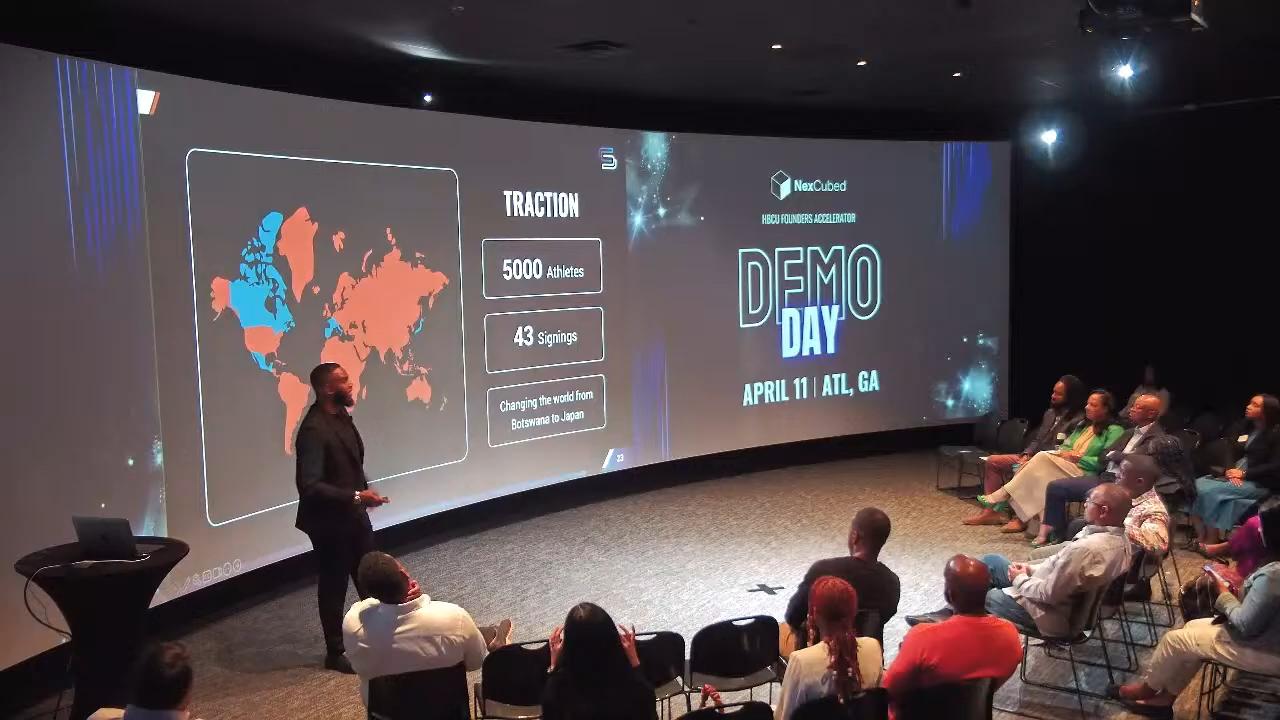 TRACTION
5000 Athletes
43 Signings
Changing the world from
Botswana to Japan
23
NexCubed
HBCU FOUNDERS ACCELERATOR
DEMO
DAY
APRIL 11 | ATL, GA